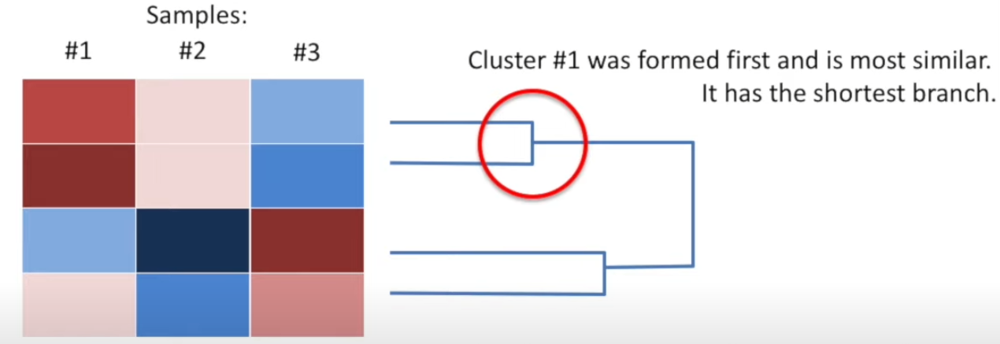 Samples:
#1 #2 #3
Cluster #1 was formed first and is most similar.
It has the shortest branch.